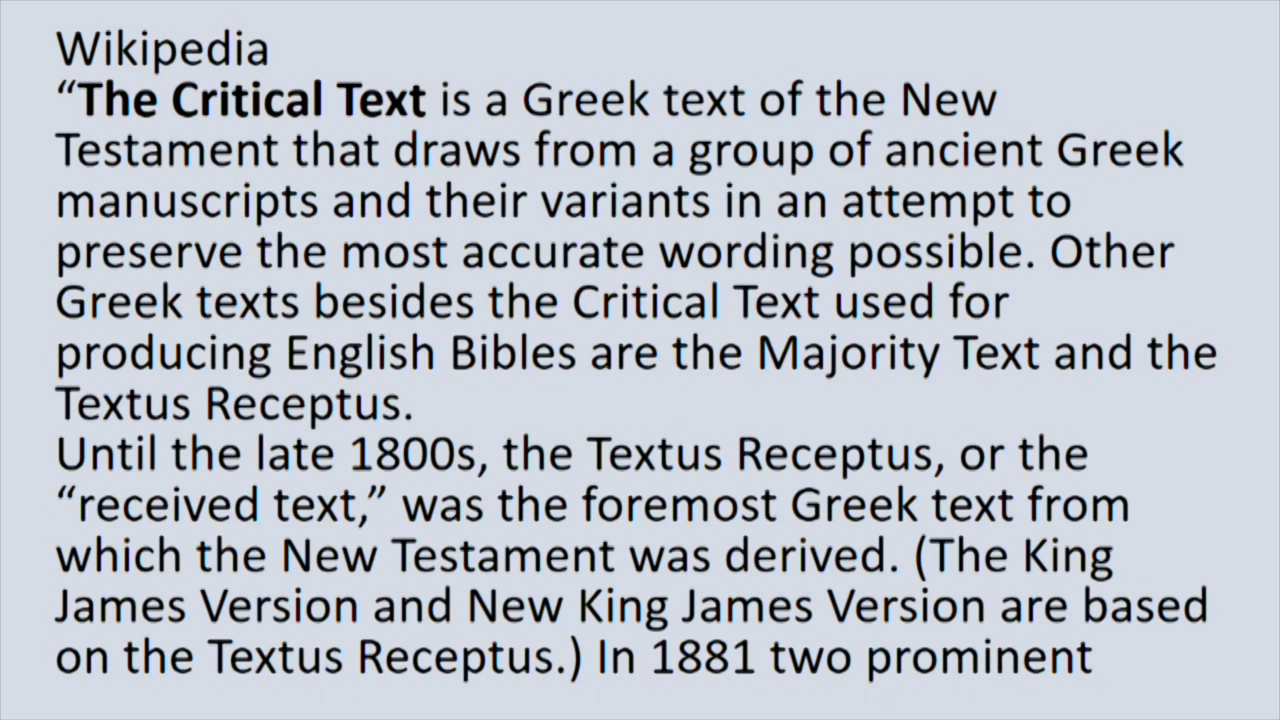 Wikipedia
“The Critical Text is a Greek text of the New
Testament that draws from a group of ancient Greek
manuscripts and their variants in an attempt to
preserve the most accurate wording possible. Other
Greek texts besides the Critical Text used for
producing English Bibles are the Majority Text and the
Textus Receptus.
Until the late 1800s, the Textus Receptus, or the
“received text,” was the foremost Greek text from
which the New Testament was derived. (The King
James Version and New King James Version are based
on the Textus Receptus.) In 1881 two prominent